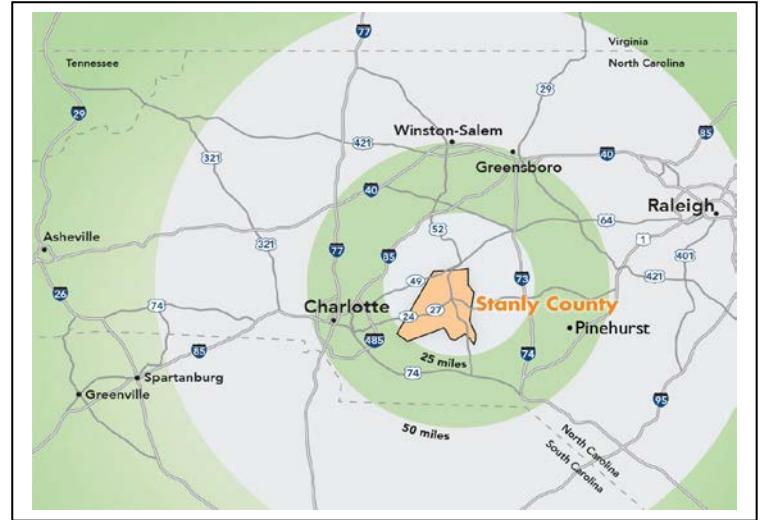 77
Virginia
North Carolina
Tennessee
29
29
85
Winston-Salem
421
Greensboro
40
321
40
Raleigh
64
52
1
Asheville
321
77
85
401
421
49
73
26
Stanly County
74
Charlotte
24
27
Pinehurst
485
85
25 miles
74
74
Spartanburg
Greenville
95
50 miles
North Carolina
South Carolina